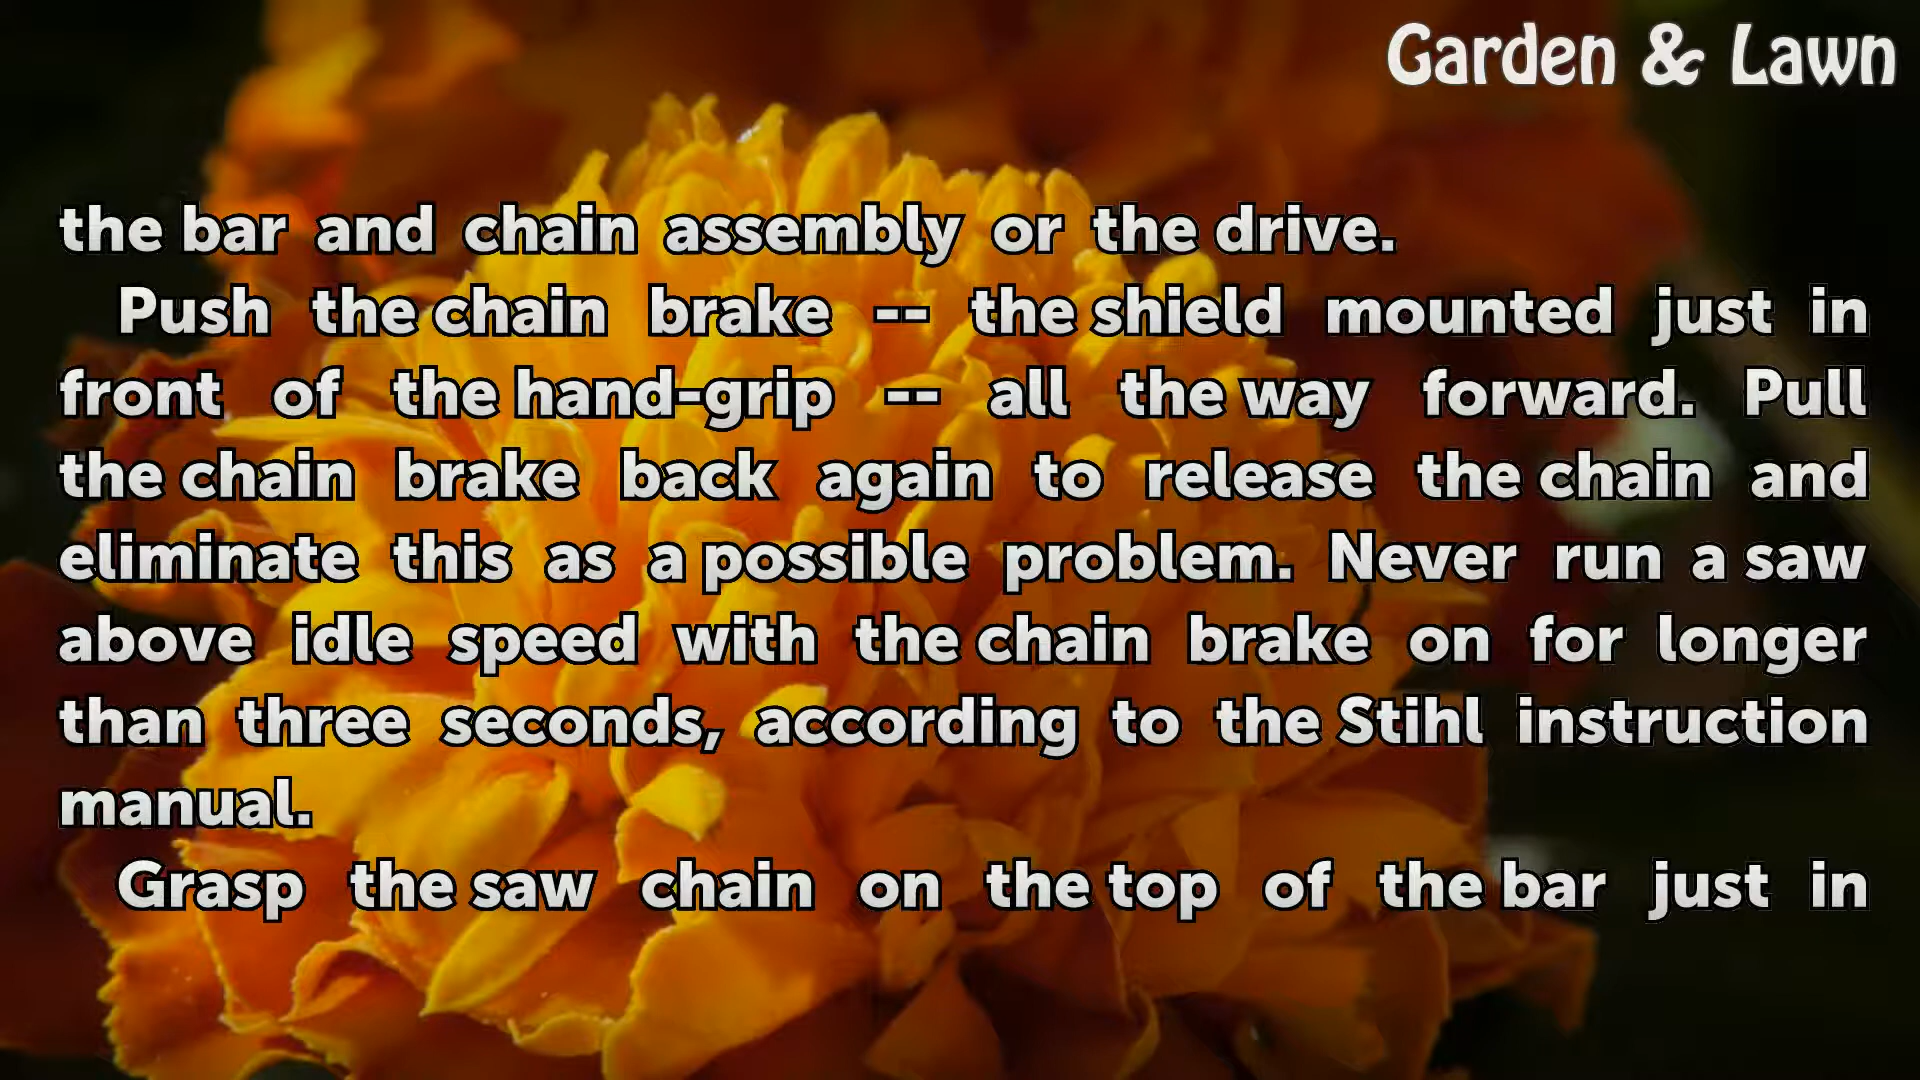 Garden & Lawn
the bar and chain assembly or the drive.
Push the chain brake -- the shield mounted just in
front of the hand-grip -- all the way forward. Pull
the chain brake back again to release the chain and
eliminate this as a possible problem. Never run a saw
above idle speed with the chain brake on for longer
than three seconds, according to the Stihl instruction
manual.
Grasp the saw chain on the top of the bar just in